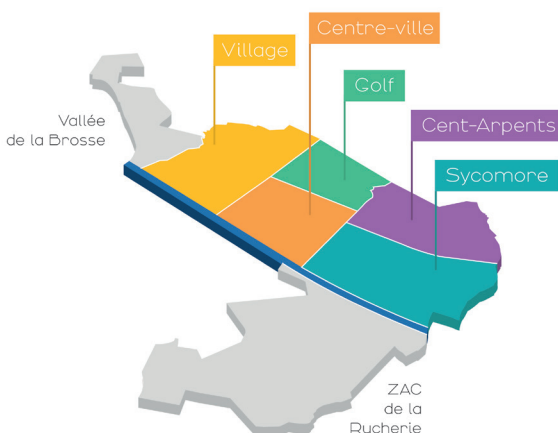 Centre-ville
Village
Golf
Vallée
de la Brosse
Cent-Arpents
Sycomore
ZAC
de la
Rucherie